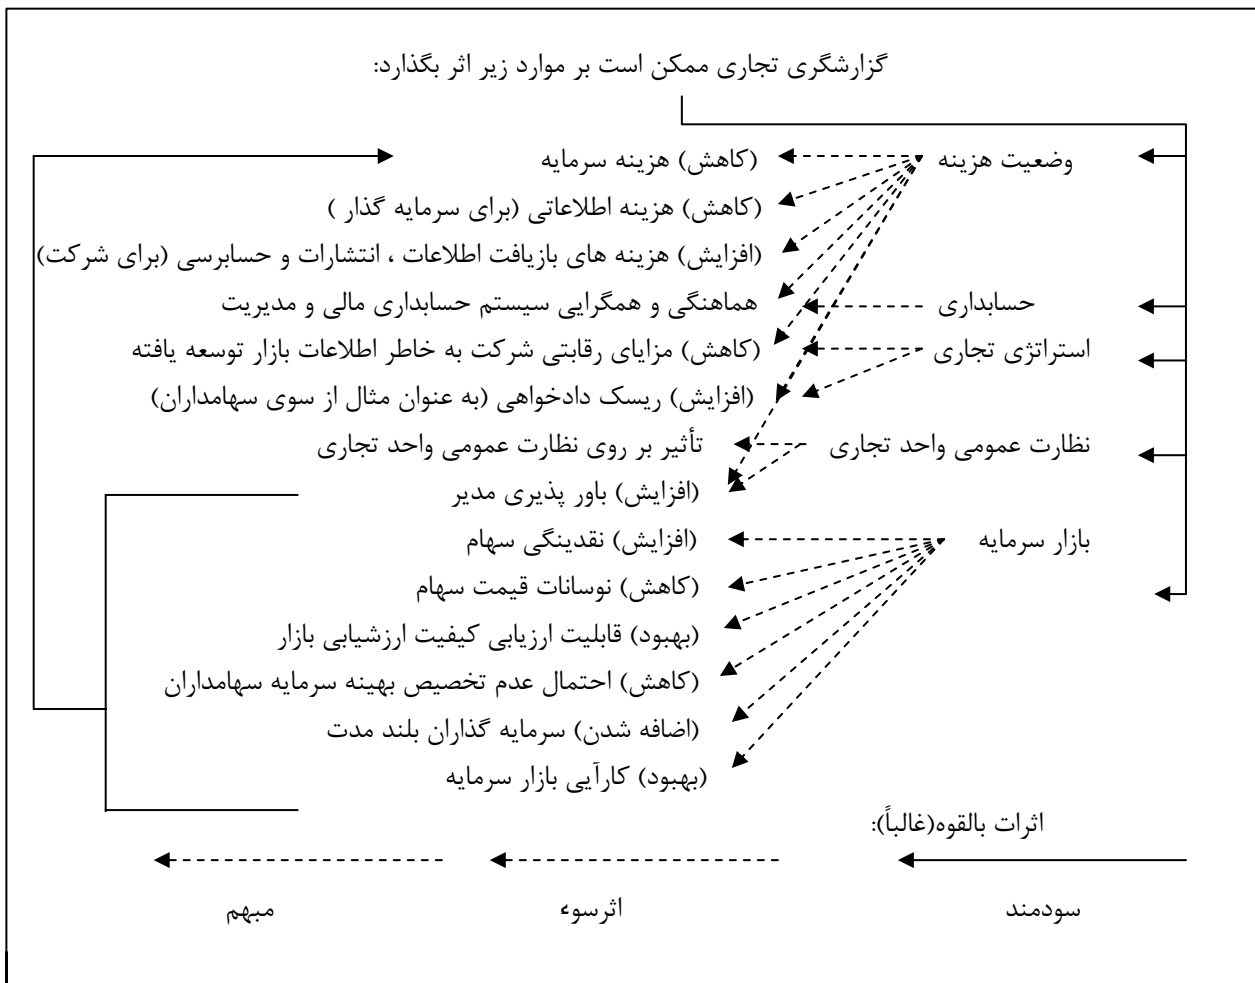 گزارشگری تجاری ممکن است بر موارد زیر اثر بگذارد:
وضعیت هزینه
(کاهش) هزینه سرمایه
(کاهش) هزینه اطلاعاتی (برای سرمایه گذار )
(افزایش) هزینه های بازیافت اطلاعات ، انتشارات و حسابرسی (برای شرکت)
حسابداری
هماهنگی و همگرایی سیستم حسابداری مالی و مدیریت
استراتژی تجاری
(کاهش) مزایای رقابتی شرکت به خاطر اطلاعات بازار توسعه یافته
(افزایش) ریسک دادخواهی (به عنوان مثال از سوی سهامداران)
نظارت عمومی واحد تجاری
تأثیر بر روی نظارت عمومی واحد تجاری
(افزایش) باور پذیری مدیر
بازار سرمایه
(افزایش) نقدینگی سهام
(کاهش) نوسانات قیمت سهام
(بهبود) قابلیت ارزیابی کیفیت ارزشیابی بازار
(کاهش) احتمال عدم تخصیص بهینه سرمایه سهامداران
(اضافه شدن) سرمایه گذاران بلند مدت
(بهبود) کارآیی بازار سرمایه
اثرات بالقوه(غالباً):
سودمند
اثرسوء
مبهم